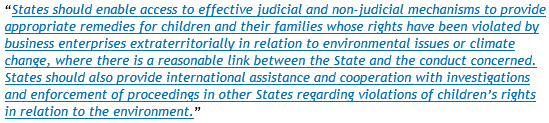 “States should enable access to effective judicial and non-judicial mechanisms to provide
appropriate remedies for children and their families whose rights have been violated by
business enterprises extraterritorially in relation to environmental issues or climate
change, where there is a reasonable link between the State and the conduct concerned.
States should also provide international assistance and cooperation with investigations
and enforcement of proceedings in other States regarding violations of children’s rights
in relation to the environment.”